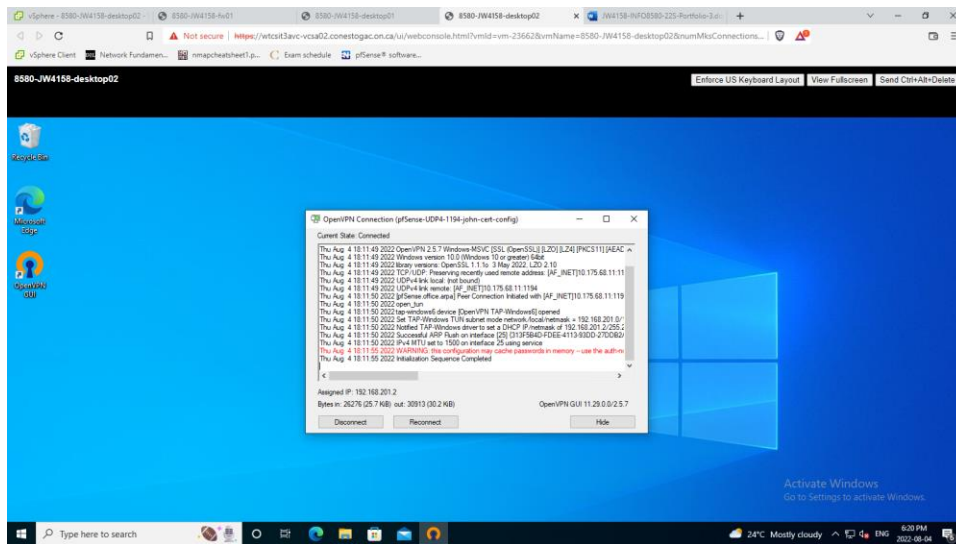 vSphere - 8580-JW4158-desktop02 -
8580-JW4158-fw01
8580-JW4158-desktop01
8580-JW4158-desktop02
JW4158-INFO8580-22S-Portfolio-3.d
Not secure | https://vtcsit3avc-vcsa02.conestogac.on.ca/ui/webconsole.html?vmId=vm-23662&vmName=8580-JW4158-desktop02&numMksConnections...
vSphere Client
Network Fundamen...
nmapcheatsheet1.p...
Exam schedule
pfSense® software...
8580-JW4158-desktop02
Enforce US Keyboard Layout
View Fullscreen
Send Ctrl+Alt+Delete
Recycle Bin
Microsoft
Edge
OpenVPN
GUI
OpenVPN Connection (pfSense-UDP4-1194-john-cert-config)
Current State: Connected
Thu Aug 4 18:11:49 2022 OpenVPN 2.5.7 Windows-MSVC [SSL (OpenSSL)] [LZO] [LZ4] [PKCS11] [AEAD
Thu Aug 4 18:11:49 2022 Windows version 10.0 (Windows 10 or greater) 64bit
Thu Aug 4 18:11:49 2022 library versions: OpenSSL 1.1.1o 3 May 2022, LZO 2.10
Thu Aug 4 18:11:49 2022 TCP/UDP: Preserving recently used remote address: [AF_INET]10.175.68.11:11
Thu Aug 4 18:11:49 2022 UDPv4 link local: (not bound)
Thu Aug 4 18:11:49 2022 UDPv4 link remote: [AF_INET]10.175.68.11:1194
Thu Aug 4 18:11:50 2022 [pfSense.office.arpa] Peer Connection Initiated with [AF_INET]10.175.68.11:119
Thu Aug 4 18:11:50 2022 open_tun
Thu Aug 4 18:11:50 2022 tap-windows6 device [OpenVPN TAP-Windows6] opened
Thu Aug 4 18:11:50 2022 Set TAP-Windows TUN subnet mode network/local/netmask = 192.168.201.0/
Thu Aug 4 18:11:50 2022 Notified TAP-Windows driver to set a DHCP IP/netmask of 192.168.201.2/255.2
Thu Aug 4 18:11:50 2022 Successful ARP Flush on interface [25]
Thu Aug 4 18:11:50 2022 IPv4 MTU set to 1500 on interface 25 using service
Thu Aug 4 18:11:55 2022 WARNING: this configuration may cache passwords in memory -- use the auth-n
Thu Aug 4 18:11:55 2022 Initialization Sequence Completed
Assigned IP: 192.168.201.2
Bytes in: 26276 (25.7 KiB) out: 30913 (30.2 KiB)
OpenVPN GUI 11.29.0.0/2.5.7
Disconnect
Reconnect
Hide
Activate Windows
Go to Settings to activate Windows.
Type here to search
24°C Mostly cloudy
ENG
6:20 PM
2022-08-04